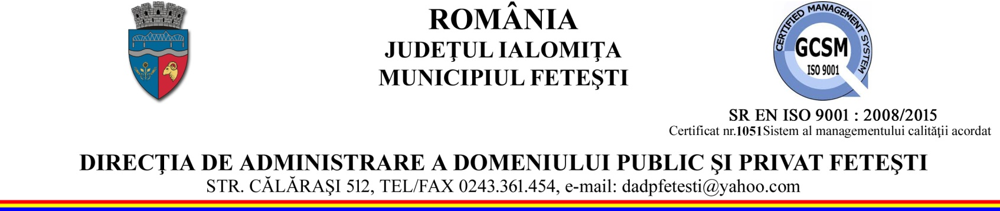 ROMÂNIA
JUDEŢUL IALOMIŢA
MUNICIPIUL FETEŞTI
CERTIFIED MANAGEMENT SYSTEM
GCSM
ISO 9001
SR EN ISO 9001 : 2008/2015
Certificat nr.1051Sistem al managementului calităţii acordat
DIRECŢIA DE ADMINISTRARE A DOMENIULUI PUBLIC ŞI PRIVAT FETEŞTI
STR. CĂLĂRAŞI 512, TEL/FAX 0243.361.454, e-mail: dadpfetesti@yahoo.com